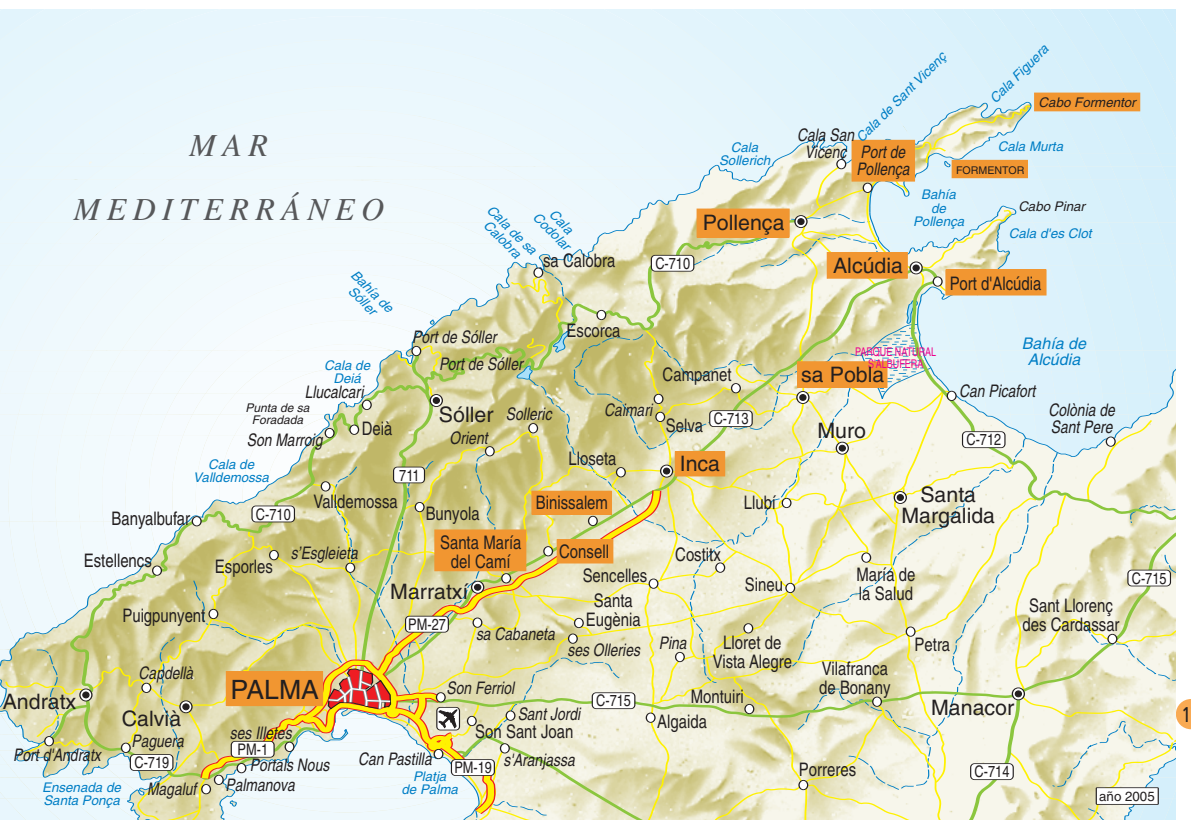 MAR
MEDITERRÁNEO
Cala Figuera
Cala de Sant Vicenç
Cabo Formentor
Cala San
Vicenç
Port de
Pollença
Cala Murta
Cala
Sollerich
FORMENTOR
Bahía
de
Pollença
Cabo Pinar
Pollença
Cala d'es Clot
Cala
Codolar
Cala de sa
Calobra
sa Calobra
C-710
Alcúdia
Port d'Alcúdia
Bahía de
Sóller
Escorca
Port de Sóller
Port de Sóller
PARQUE NATURAL
S'ALBUFERA
Bahía de
Alcúdia
Cala de
Deiá
Campanet
sa Pobla
Llucalcari
Can Picafort
Punta de sa
Foradada
Sóller
Solleric
Caimari
Selva
C-713
Colònia de
Sant Pere
Son Marroig
Deià
Orient
Muro
C-712
Cala de
Valldemossa
711
Lloseta
Inca
Valldemossa
Binissalem
Llubí
Santa
Margalida
Banyalbufar
C-710
Bunyola
Estellencs
Esporles
s'Esgleieta
Santa María
del Camí
Consell
Costitx
Marratxi
Sencelles
Sineu
María de
la Salud
C-715
Puigpunyent
PM-27
Santa
Eugènia
Sant Llorenç
des Cardassar
sa Cabaneta
ses Olleries
Pina
Lloret de
Vista Alegre
Petra
Capdellà
PALMA
Son Ferriol
Vilafranca
de Bonany
Andratx
C-715
Montuiri
Manacor
Calvià
Sant Jordi
Algaida
1
ses Illetes
Son Sant Joan
Paguera
PM-1
Port d'Andratx
C-719
Portals Nous
Can Pastilla
s'Aranjassa
PM-19
Porreres
C-714
Ensenada de
Santa Ponça
Magaluf
Palmanova
Platja
de Palma
año 2005